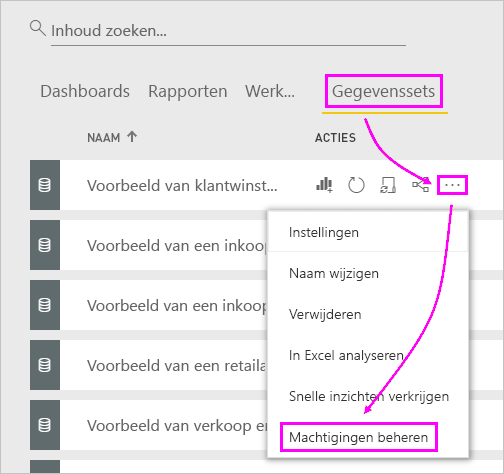 Inhoud zoeken...
Dashboards Rapporten Werk... Gegevenssets
NAAM ACTIES
Voorbeeld van klantwinst...
Instellingen
Voorbeeld van een inkoop
Naam wijzigen
Voorbeeld van een inkoop
Verwijderen
Voorbeeld van een retaila
In Excel analyseren
Snelle inzichten verkrijgen
Voorbeeld van verkoop en
Machtigingen beheren